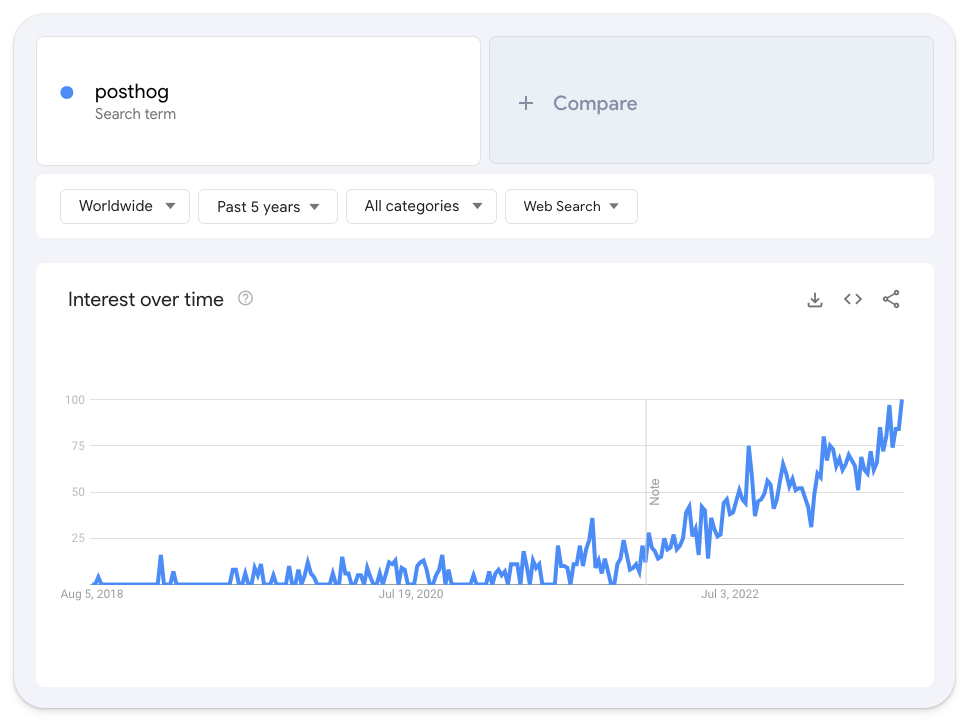 posthog
Search term
+ Compare
Worldwide
Past 5 years
All categories
Web Search
Interest over time
?
100
75
50
25
Note
Aug 5, 2018
Jul 19, 2020
Jul 3, 2022